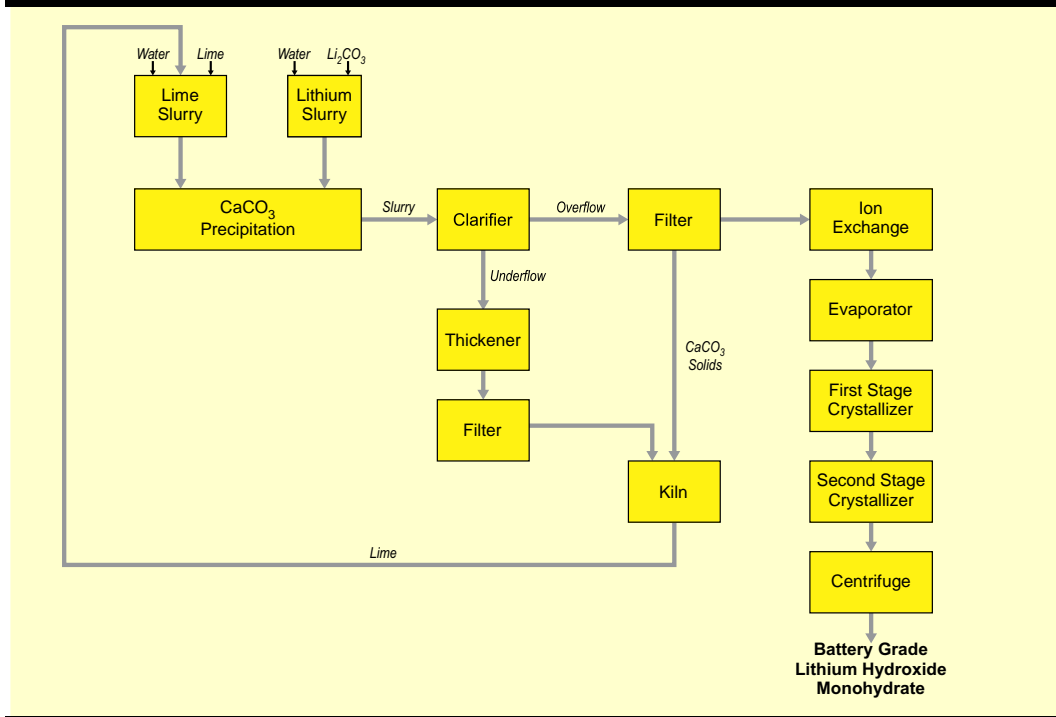 Water
Lime
Water
Li₂CO₃
Lime
Slurry
Lithium
Slurry
CaCO₃
Precipitation
Slurry
Clarifier
Overflow
Filter
Ion
Exchange
Underflow
Evaporator
Thickener
CaCO₃
Solids
First Stage
Crystallizer
Filter
Kiln
Second Stage
Crystallizer
Lime
Centrifuge
Battery Grade
Lithium Hydroxide
Monohydrate